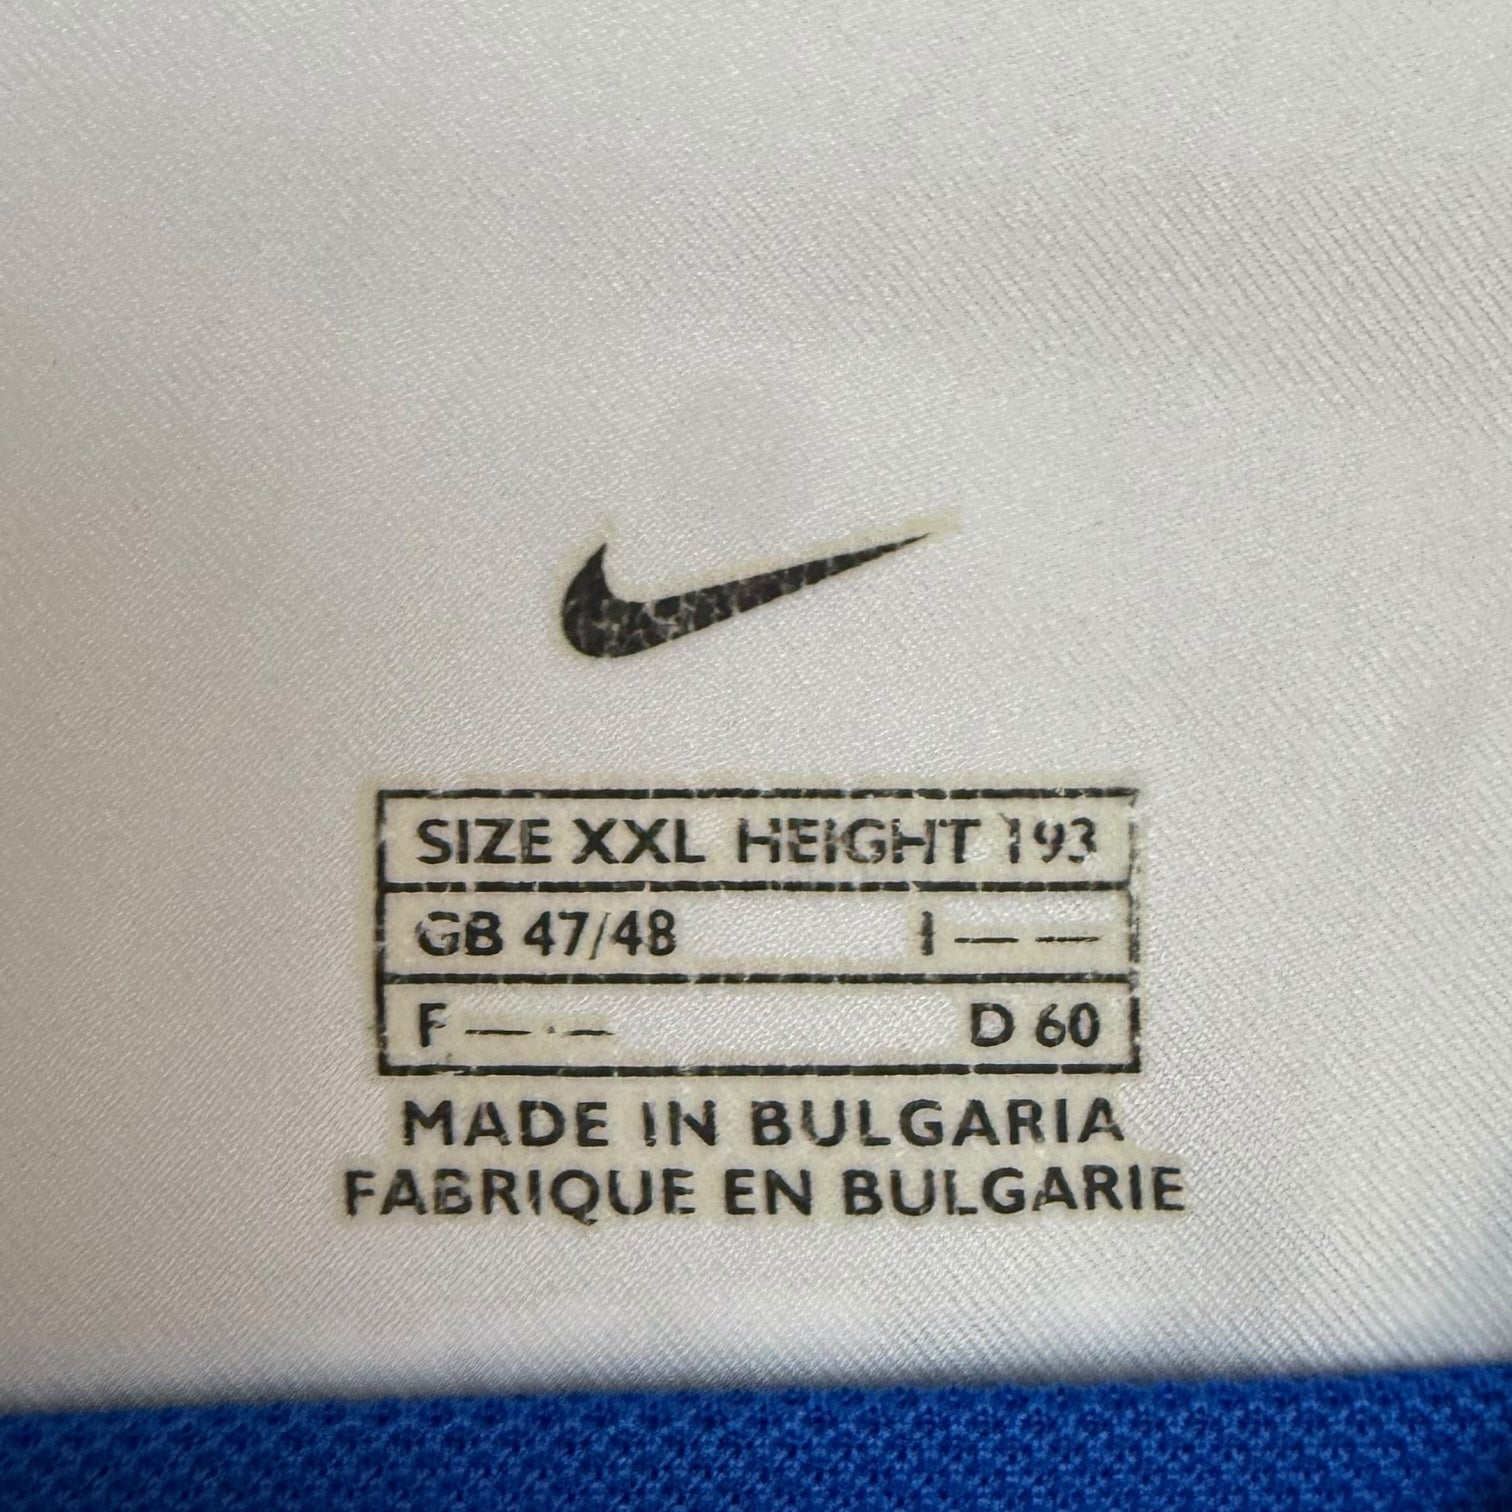 SIZE XXL HEIGHT 193
GB 47/48 I — —
F — — D 60
MADE IN BULGARIA
FABRIQUE EN BULGARIE